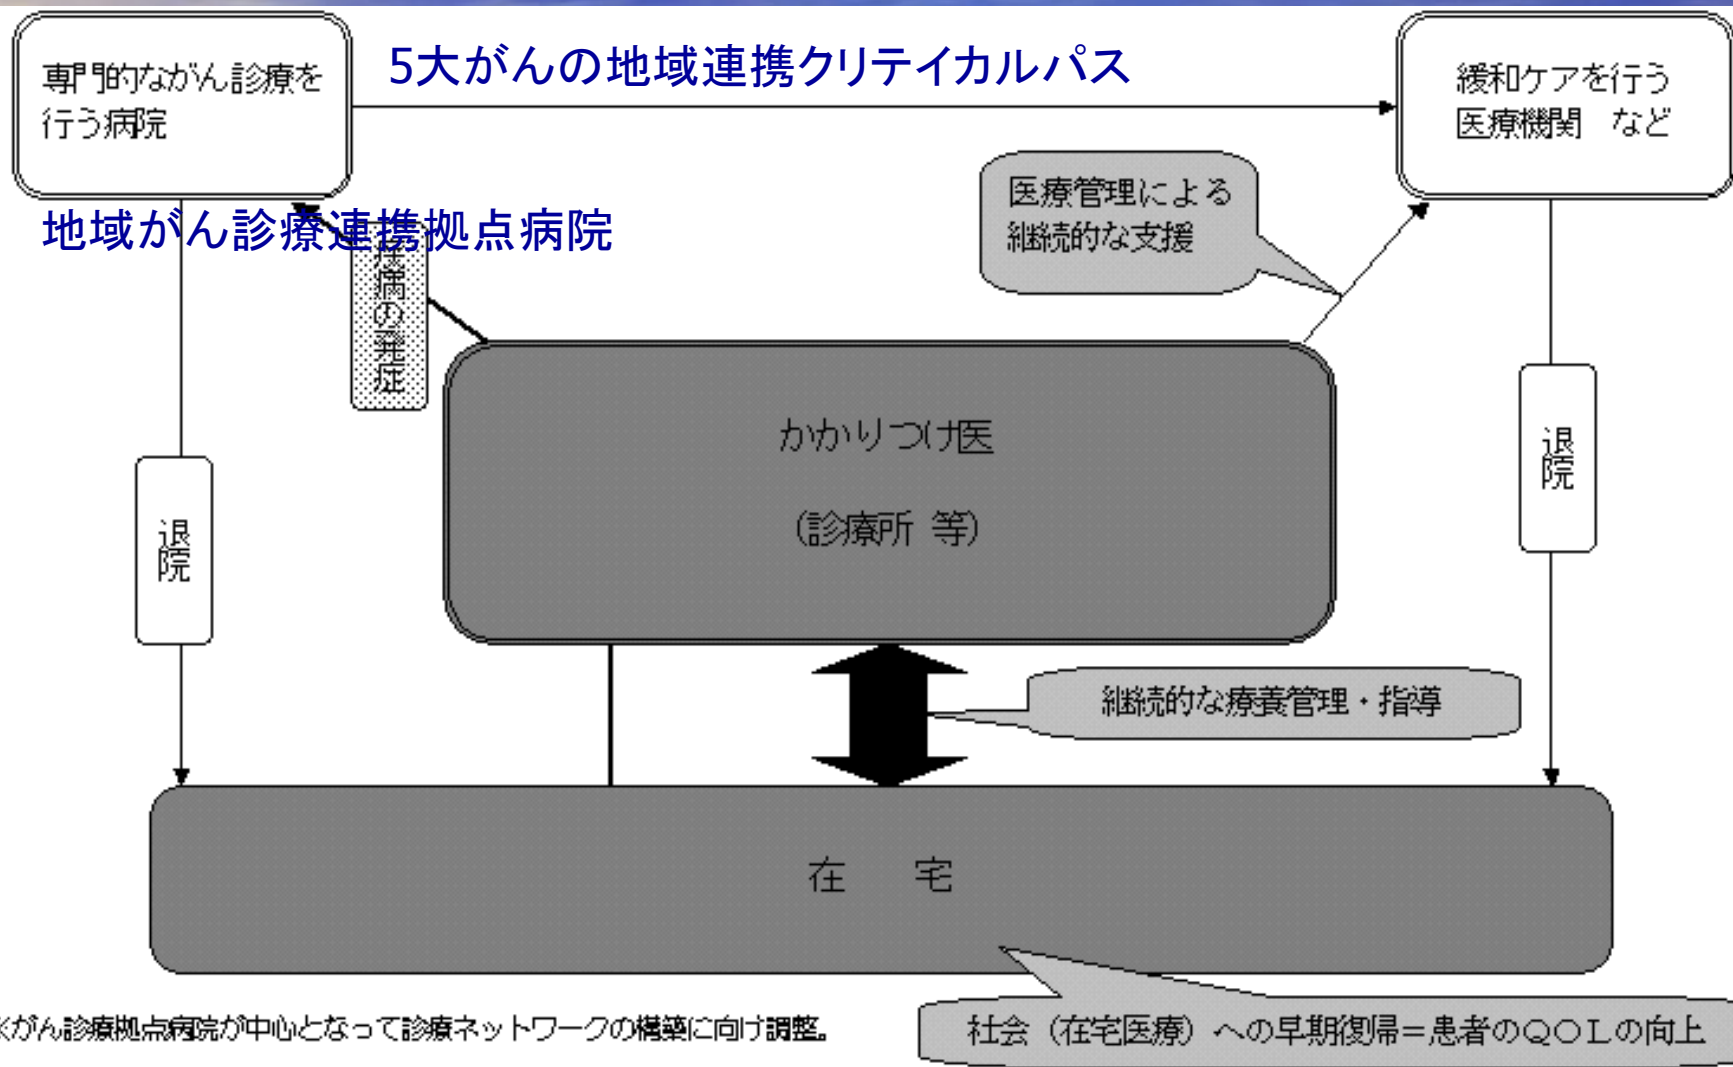 専門的ながん診療を
行う病院
5大がんの地域連携クリテイカルパス
緩和ケアを行う
医療機関 など
地域がん診療連携拠点病院
医療管理による
継続的な支援
疾病の発症
かかりつけ医
(診療所 等)
退院
退院
継続的な療養管理・指導
在 宅
※がん診療拠点病院が中心となって診療ネットワークの構築に向け調整。
社会(在宅医療)への早期復帰=患者のQOLの向上